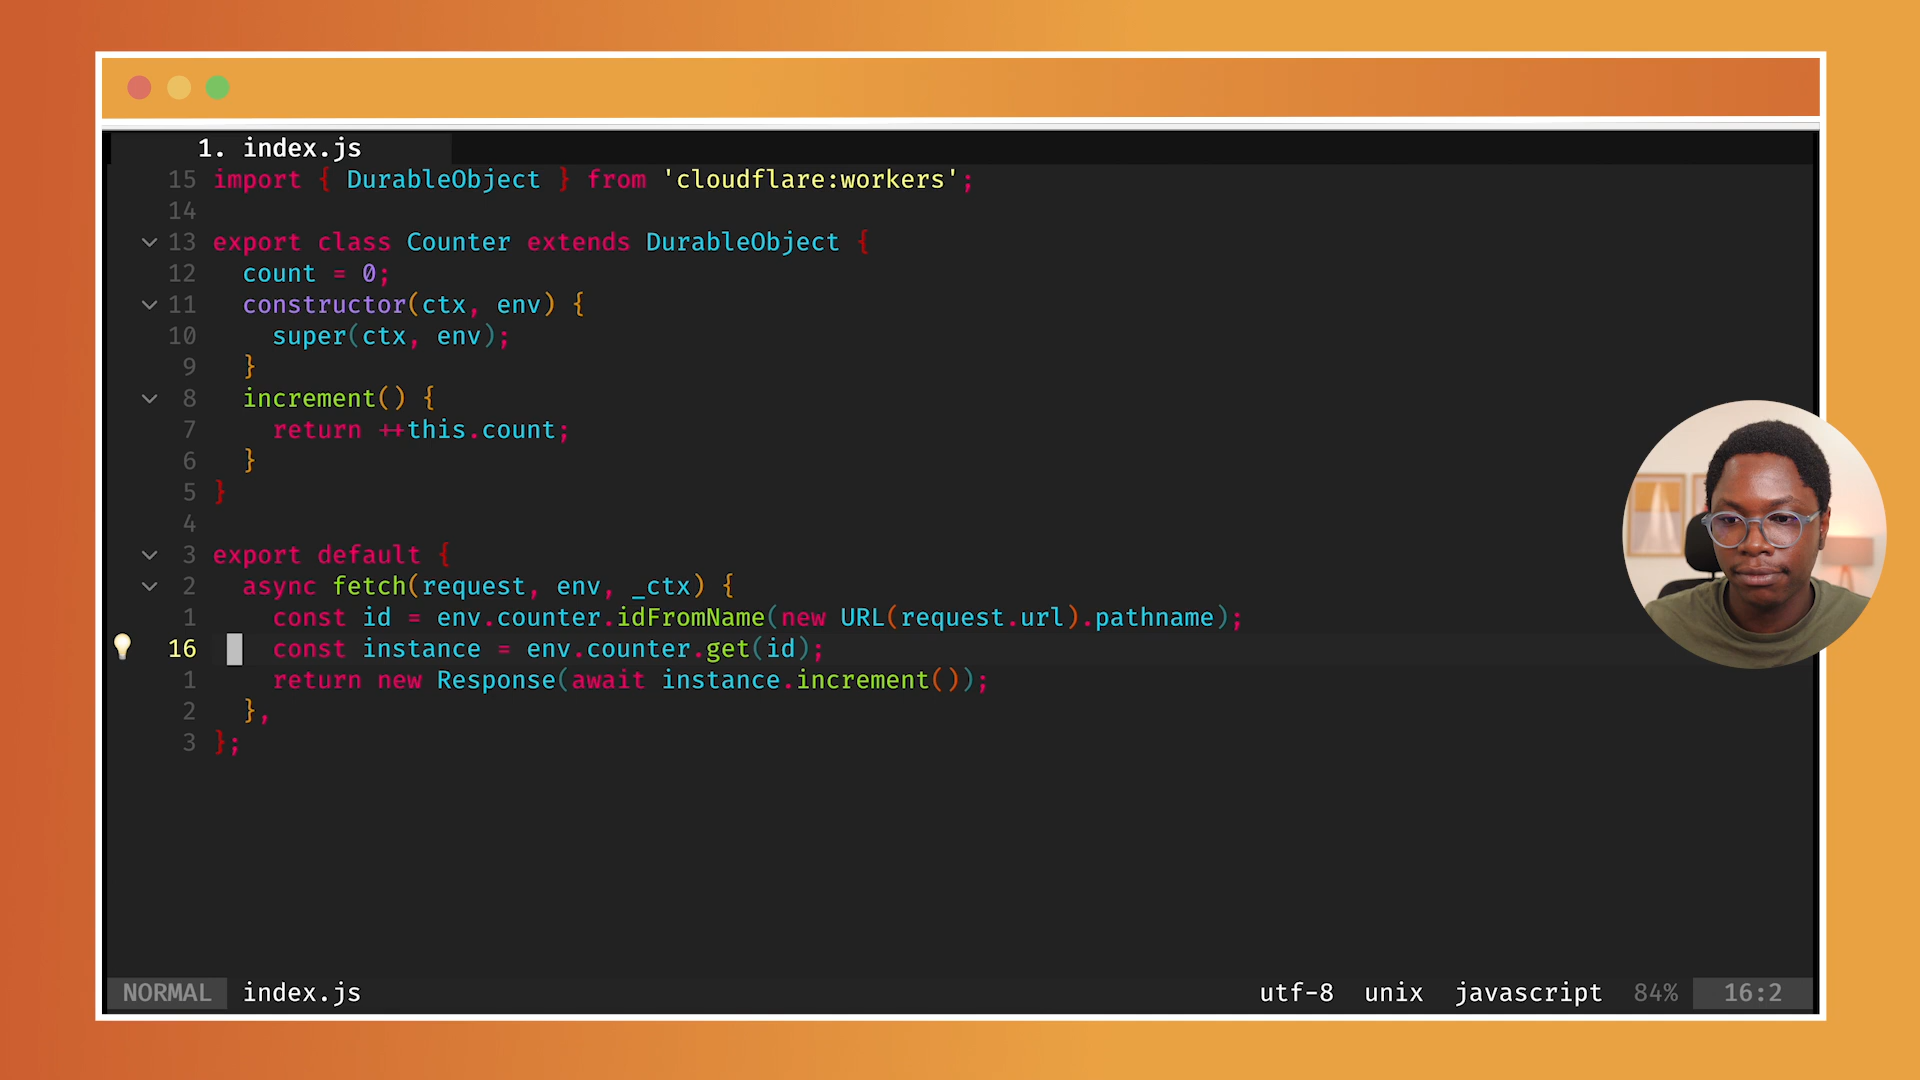 1. index.js
15 import { DurableObject } from 'cloudflare:workers';
14
13 export class Counter extends DurableObject {
12 count = 0;
11 constructor(ctx, env) {
10 super(ctx, env);
9 }
8 increment() {
7 return ++this.count;
6 }
5 }
4
3 export default {
2 async fetch(request, env, _ctx) {
1 const id = env.counter.idFromName(new URL(request.url).pathname);
16 const instance = env.counter.get(id);
1 return new Response(await instance.increment());
2 },
3 };
NORMAL index.js utf-8 unix javascript 84% 16:2